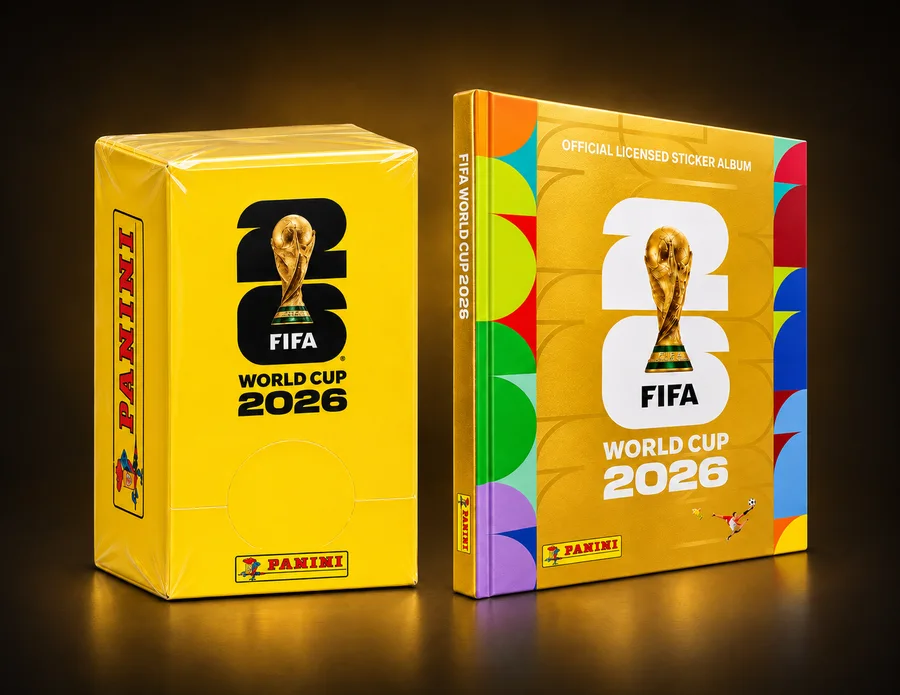 PANINI
26
FIFA
®
WORLD CUP
2026
PANINI
FIFA WORLD CUP 2026
PANINI
OFFICIAL LICENSED STICKER ALBUM
26
FIFA
WORLD CUP
2026
PANINI